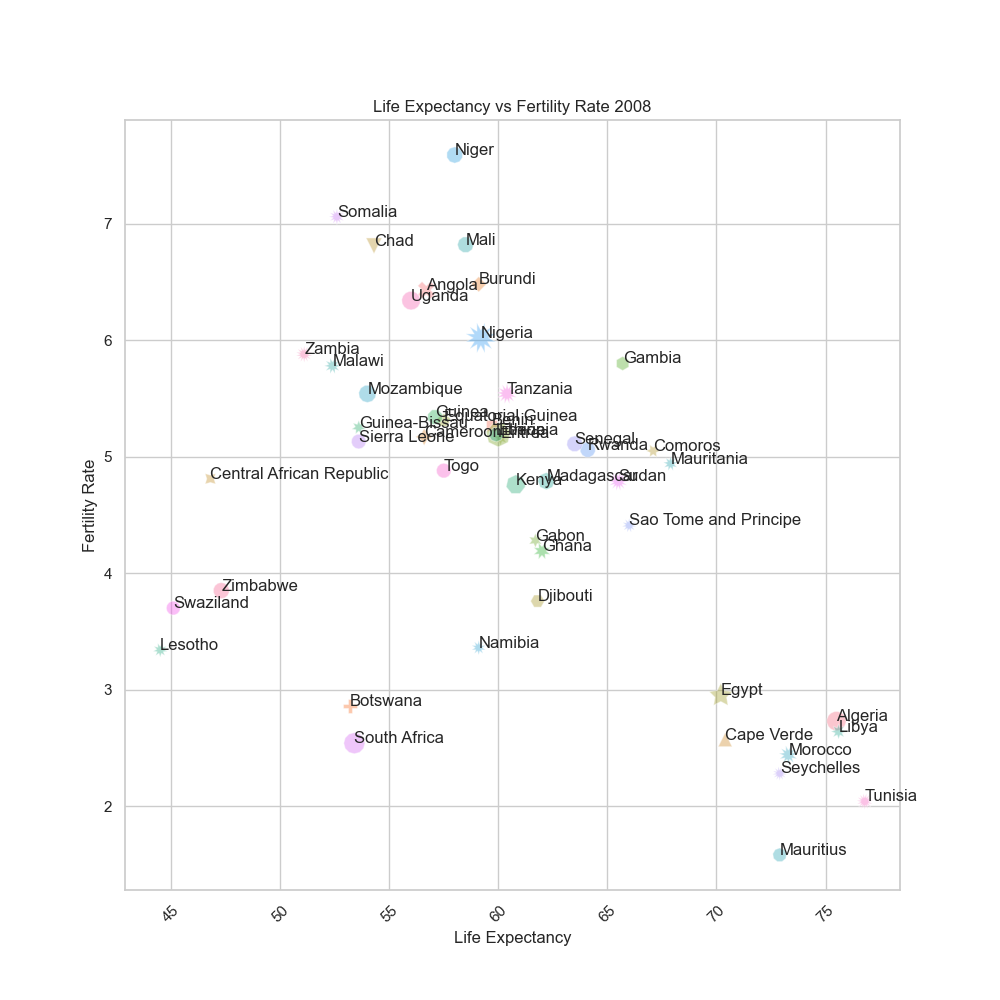 Life Expectancy vs Fertility Rate 2008
Niger
Somalia
Chad
Mali
Burundi
Angola
Uganda
Nigeria
Zambia
Malawi
Gambia
Mozambique
Tanzania
Guinea
Equatorial Guinea
Benin
Guinea-Bissau
Cameroon
Eritrea
Sierra Leone
Senegal
Rwanda
Comoros
Mauritania
Togo
Central African Republic
Kenya
Madagascar
Sudan
Sao Tome and Principe
Gabon
Ghana
Zimbabwe
Swaziland
Djibouti
Lesotho
Namibia
Botswana
South Africa
Egypt
Cape Verde
Algeria
Libya
Morocco
Seychelles
Tunisia
Mauritius
7
6
5
4
3
2
Fertility Rate
45
50
55
60
65
70
75
Life Expectancy